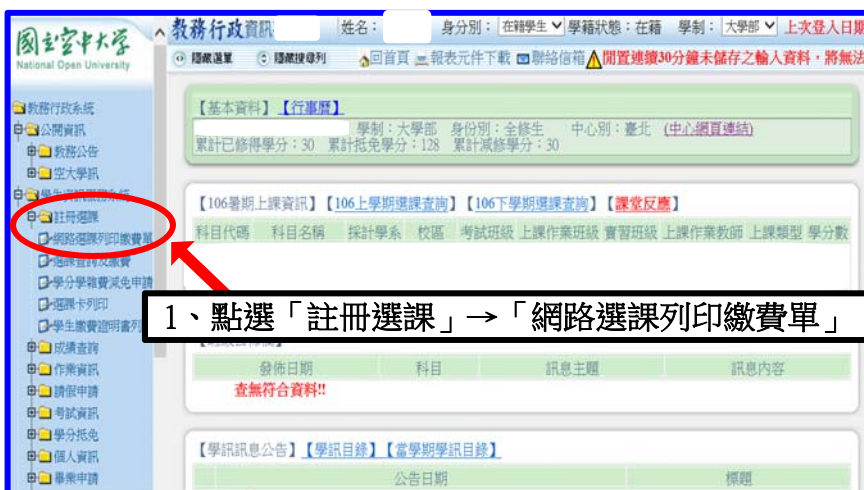 國立空中大學
National Open University
教務行政資訊
姓名： 身分別： 在籍學生 學籍狀態：在籍 學制： 大學部 上次登入日期
隱藏選單 隱藏搜尋列 回首頁 報表元件下載 聯絡信箱 閒置連續30分鐘未儲存之輸入資料，將無法
教務行政系統
公開資訊
教務公告
空大學訊
學生資訊服務系統
註冊選課
網路選課列印繳費單
選課查詢及繳費
學分學雜費減免申請
選課卡列印
學生繳費證明書列
成績查詢
作業資訊
請假申請
考試資訊
學分抵免
個人資訊
畢業申請
【基本資料】【行事曆】
學制：大學部 身份別：全修生 中心別：臺北 (中心網頁連結)
累計已修得學分：30 累計抵免學分：128 累計減修學分：30
【106暑期上課資訊】【106上學期選課查詢】【106下學期選課查詢】【課堂反應】
科目代碼 科目名稱 採計學系 校區 考試班級 上課作業班級 實習班級 上課作業教師 上課類型 學分數
1、點選「註冊選課」→「網路選課列印繳費單」
發佈日期 科目 訊息主題 訊息內容
查無符合資料!!
【學訊訊息公告】【學訊目錄】【當學期學訊目錄】
公告日期 標題